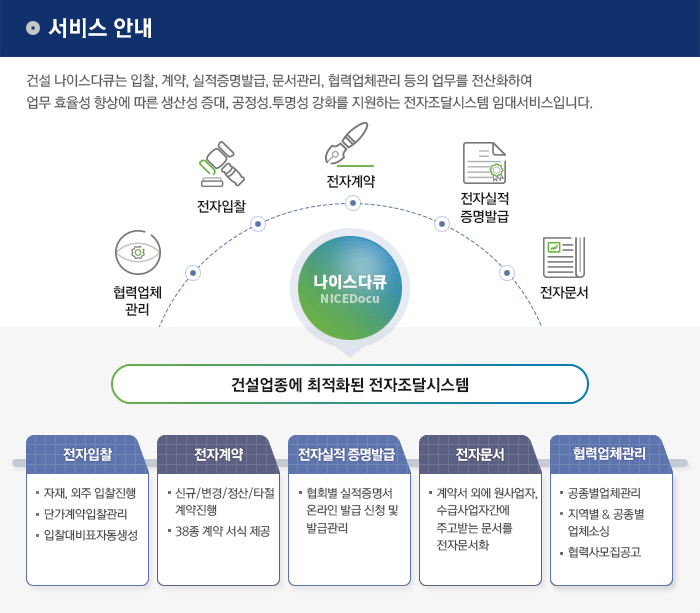 서비스 안내
건설 나이스다큐는 입찰, 계약, 실적증명발급, 문서관리, 협력업체관리 등의 업무를 전산화하여
업무 효율성 향상에 따른 생산성 증대, 공정성.투명성 강화를 지원하는 전자조달시스템 임대서비스입니다.
협력업체
관리
전자입찰
전자계약
전자실적
증명발급
전자문서
나이스다큐
NICEDocu
건설업종에 최적화된 전자조달시스템
전자입찰
자재, 외주 입찰진행
단가계약입찰관리
입찰대비표자동생성
전자계약
신규/변경/정산/타절
계약진행
38종 계약 서식 제공
전자실적 증명발급
협회별 실적증명서
온라인 발급 신청 및
발급관리
전자문서
계약서 외에 원사업자,
수급사업자간에
주고받는 문서를
전자문서화
협력업체관리
공종별업체관리
지역별 & 공종별
업체소싱
협력사모집공고